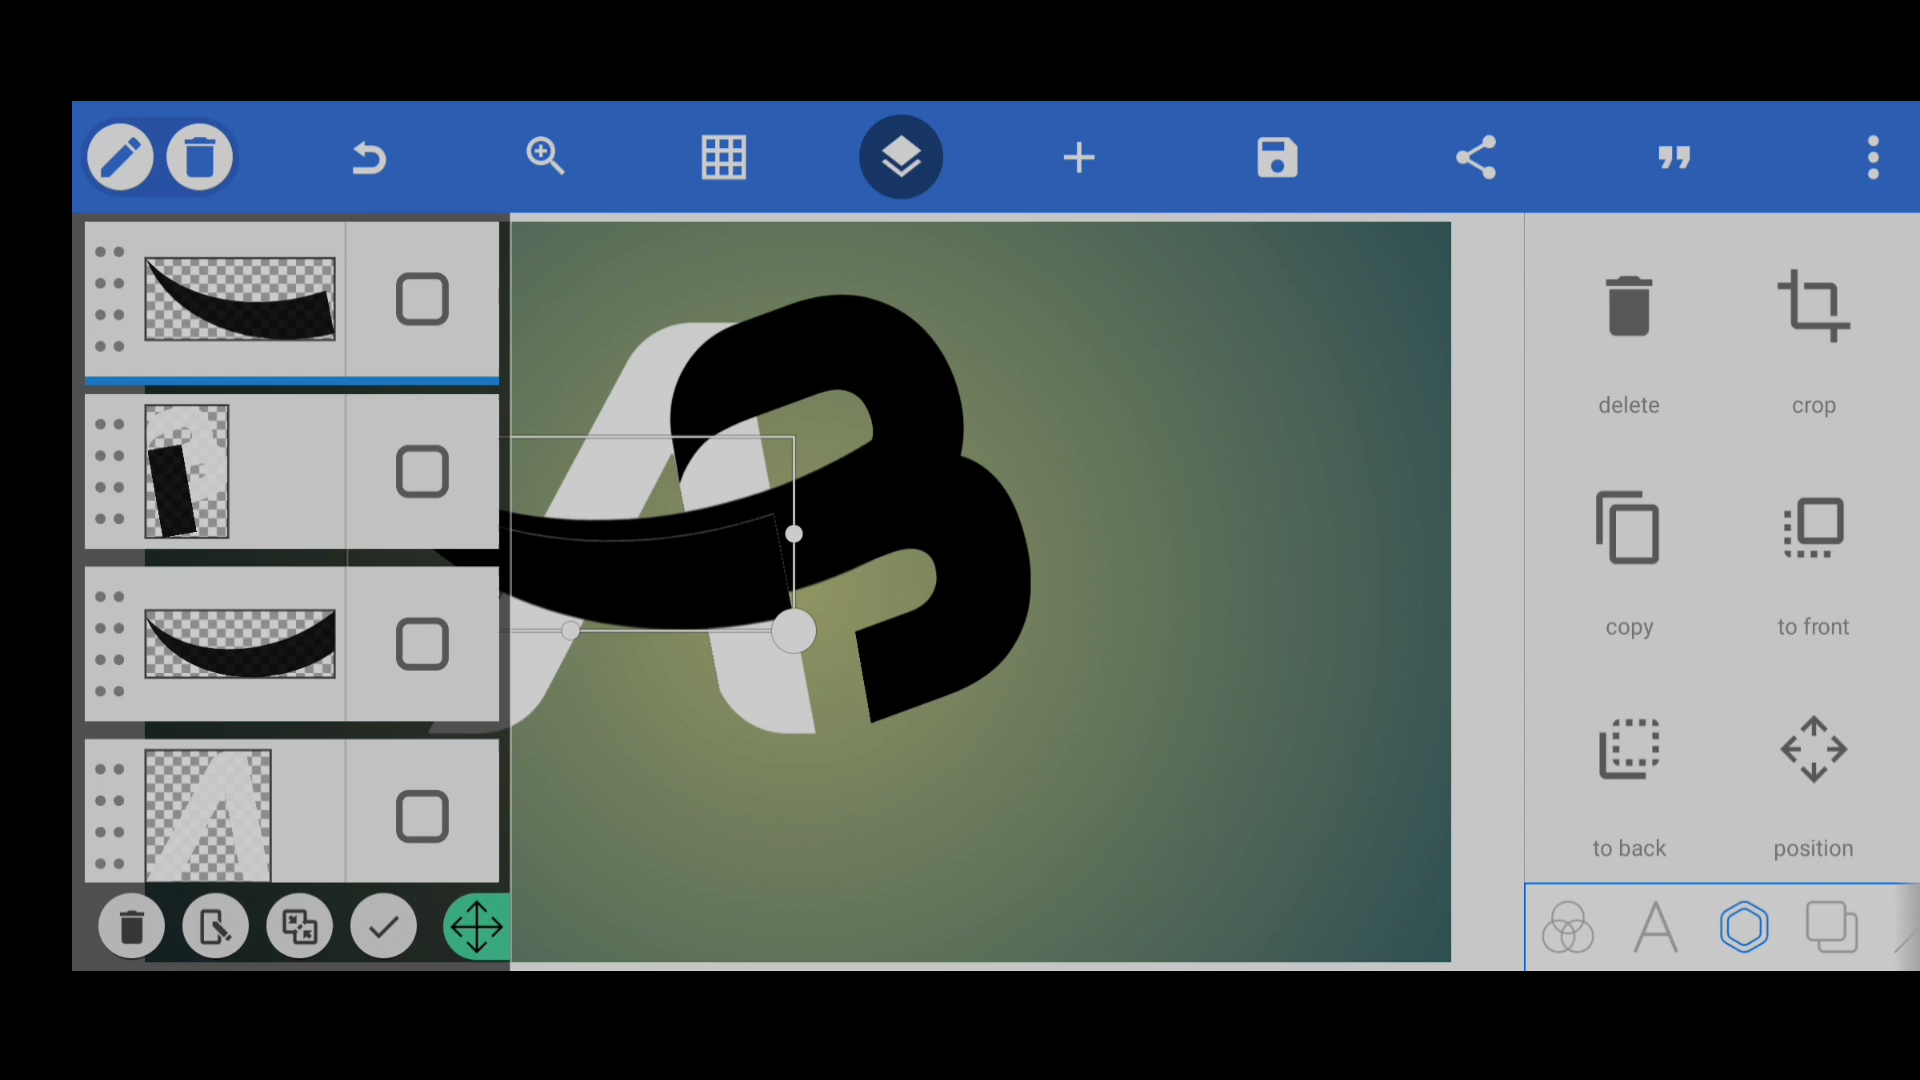 delete
crop
copy
to front
to back
position